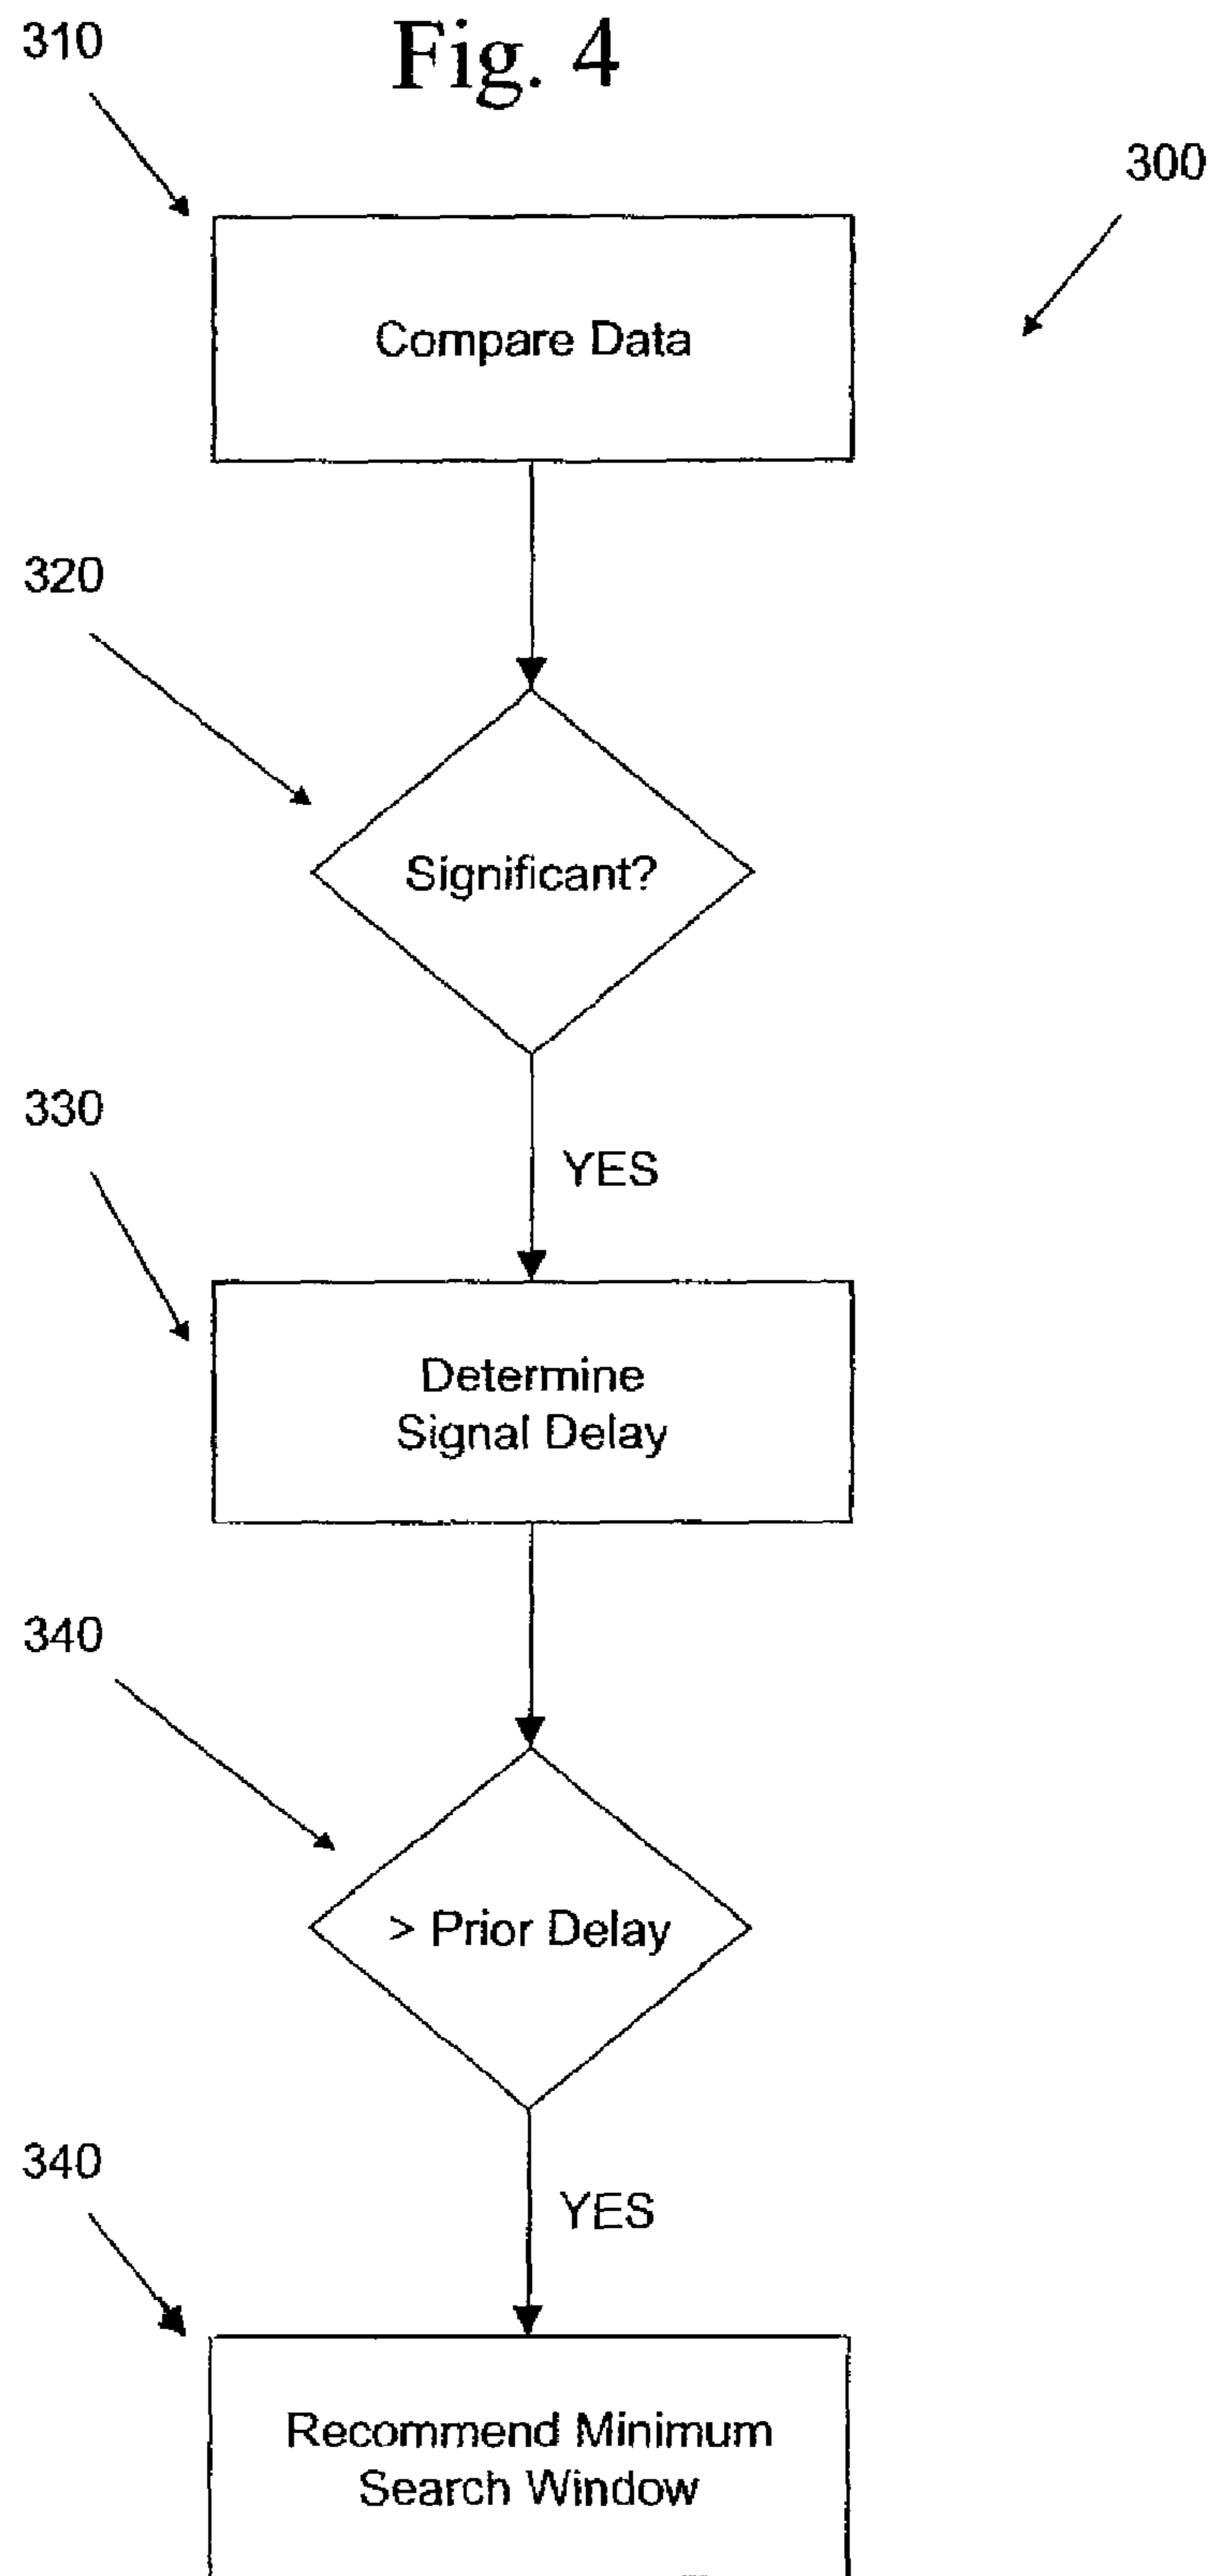 310
Fig. 4
300
Compare Data
320
Significant?
330
YES
Determine
Signal Delay
340
> Prior Delay
340
YES
Recommend Minimum
Search Window